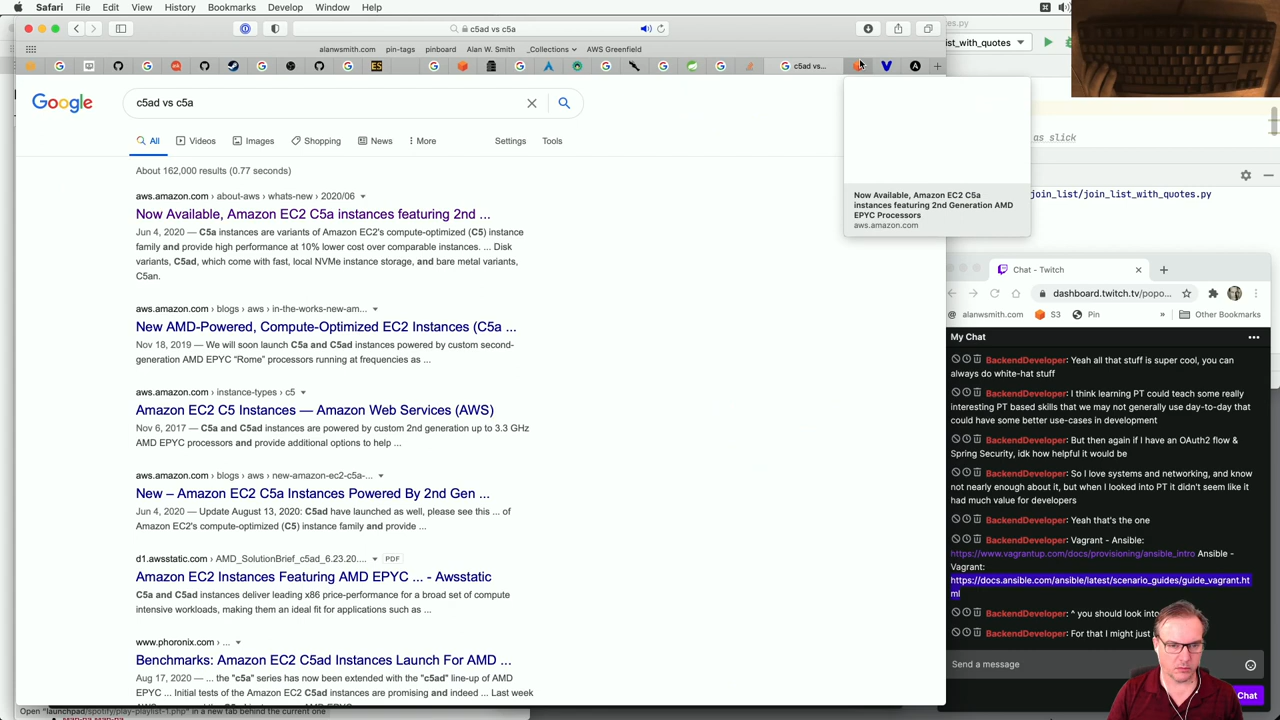 Safari File Edit View History Bookmarks Develop Window Help
c5ad vs c5a
alanwsmith.com pin-tags pinboard Alan W. Smith _Collections AWS Greenfield
c5ad vs...
Google
c5ad vs c5a
All Videos Images Shopping News More Settings Tools
About 162,000 results (0.77 seconds)
aws.amazon.com › about-aws › whats-new › 2020/06
Now Available, Amazon EC2 C5a instances featuring 2nd ...
Jun 4, 2020 — C5a instances are variants of Amazon EC2's compute-optimized (C5) instance
family and provide high performance at 10% lower cost over comparable instances. ... Disk
variants, C5ad, which come with fast, local NVMe instance storage, and bare metal variants,
C5an.
aws.amazon.com › blogs › aws › in-the-works-new-am...
New AMD-Powered, Compute-Optimized EC2 Instances (C5a ...
Nov 18, 2019 — We will soon launch C5a and C5ad instances powered by custom second-
generation AMD EPYC “Rome” processors running at frequencies as ...
aws.amazon.com › instance-types › c5
Amazon EC2 C5 Instances — Amazon Web Services (AWS)
Nov 6, 2017 — C5a and C5ad instances are powered by custom 2nd generation up to 3.3 GHz
AMD EPYC processors and provide additional options to help ...
aws.amazon.com › blogs › aws › new-amazon-ec2-c5a-...
New – Amazon EC2 C5a Instances Powered By 2nd Gen ...
Jun 4, 2020 — Update August 13, 2020: C5ad have launched as well, please see this ... of
Amazon EC2's compute-optimized (C5) instance family and provide ...
d1.awsstatic.com › AMD_SolutionBrief_c5ad_6.23.20.... PDF
Amazon EC2 Instances Featuring AMD EPYC ... - Awsstatic
C5a and C5ad instances deliver leading x86 price-performance for a broad set of compute
intensive workloads, making them an ideal fit for applications such as ...
www.phoronix.com › ...
Benchmarks: Amazon EC2 C5ad Instances Launch For AMD ...
Aug 17, 2020 — ... the "c5a" series has now been extended with the "c5ad" line-up of AMD
EPYC ... Initial tests of the Amazon EC2 C5ad instances are promising and indeed ... Last week
Open "launchpad/spotify/play-playlist-1.php" in a new tab behind the current one
Now Available, Amazon EC2 C5a
instances featuring 2nd Generation AMD
EPYC Processors
aws.amazon.com
es.py
list_with_quotes
as slick
join_list/join_list_with_quotes.py
Chat - Twitch
dashboard.twitch.tv/popo...
alanwsmith.com S3 Pin » Other Bookmarks
My Chat
BackendDeveloper: Yeah all that stuff is super cool, you can
always do white-hat stuff
BackendDeveloper: I think learning PT could teach some really
interesting PT based skills that we may not generally use day-to-day that
could have some better use-cases in development
BackendDeveloper: But then again if I have an OAuth2 flow &
Spring Security, idk how helpful it would be
BackendDeveloper: So I love systems and networking, and know
not nearly enough about it, but when I looked into PT it didn't seem like it
had much value for developers
BackendDeveloper: Yeah that's the one
BackendDeveloper: Vagrant - Ansible:
https://www.vagrantup.com/docs/provisioning/ansible_intro Ansible -
Vagrant:
https://docs.ansible.com/ansible/latest/scenario_guides/guide_vagrant.ht
ml
BackendDeveloper: ^ you should look into
BackendDeveloper: For that I might just
Send a message
Chat